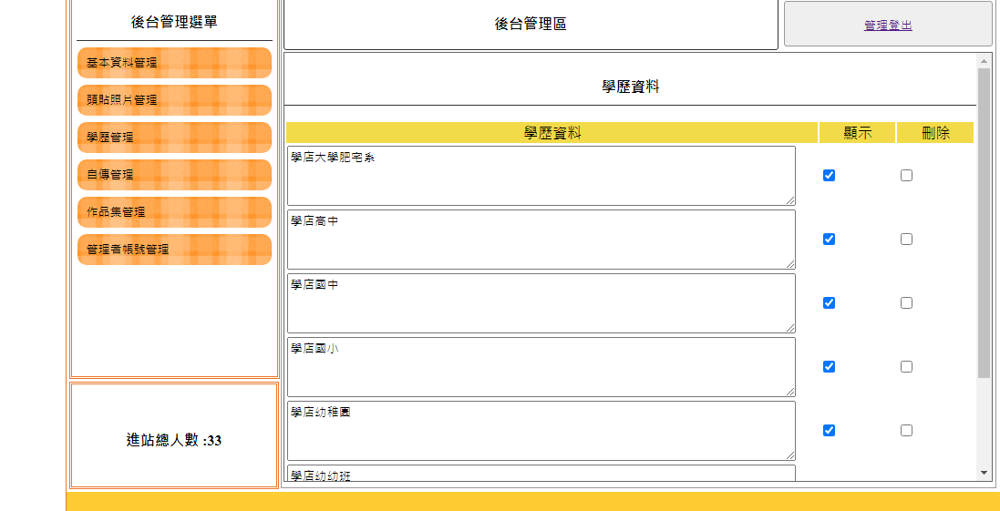 後台管理選單
基本資料管理
頭貼照片管理
學歷管理
自傳管理
作品集管理
管理者帳號管理
進站總人數 :33
後台管理區
管理登出
學歷資料
學歷資料 顯示 刪除
學店大學肥宅系
學店高中
學店國中
學店國小
學店幼稚園
學店幼幼班